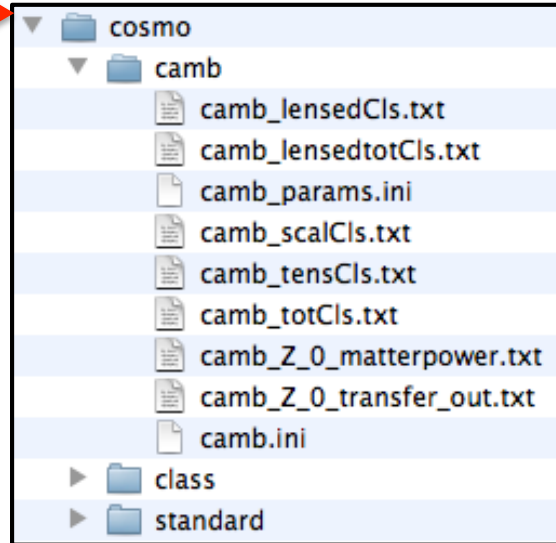 cosmo
camb
camb_lensedCls.txt
camb_lensedtotCls.txt
camb_params.ini
camb_scalCls.txt
camb_tensCls.txt
camb_totCls.txt
camb_Z_0_matterpower.txt
camb_Z_0_transfer_out.txt
camb.ini
class
standard